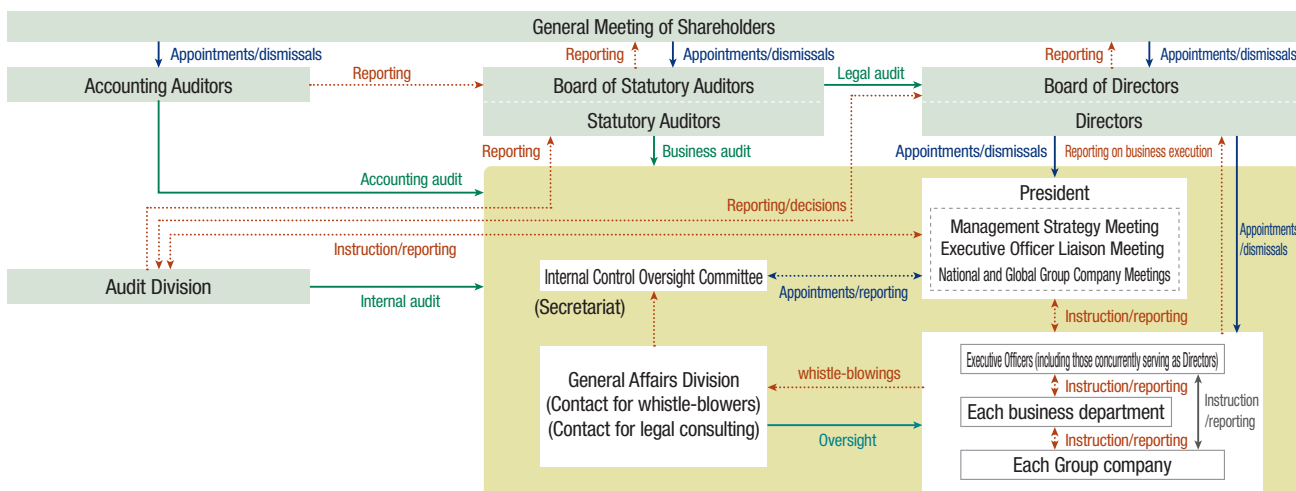 General Meeting of Shareholders
Appointments/dismissals
Reporting
Appointments/dismissals
Reporting
Appointments/dismissals
Accounting Auditors
Reporting
Board of Statutory Auditors
Legal audit
Board of Directors
Statutory Auditors
Directors
Reporting
Business audit
Appointments/dismissals
Reporting on business execution
Accounting audit
President
Reporting/decisions
Management Strategy Meeting
Instruction/reporting
Executive Officer Liaison Meeting
Appointments
/dismissals
National and Global Group Company Meetings
Audit Division
Internal audit
Internal Control Oversight Committee
Appointments/reporting
(Secretariat)
Instruction/reporting
Executive Officers (including those concurrently serving as Directors)
General Affairs Division
(Contact for whistle-blowers)
(Contact for legal consulting)
whistle-blowings
Oversight
Instruction/reporting
Instruction
/reporting
Each business department
Instruction/reporting
Each Group company